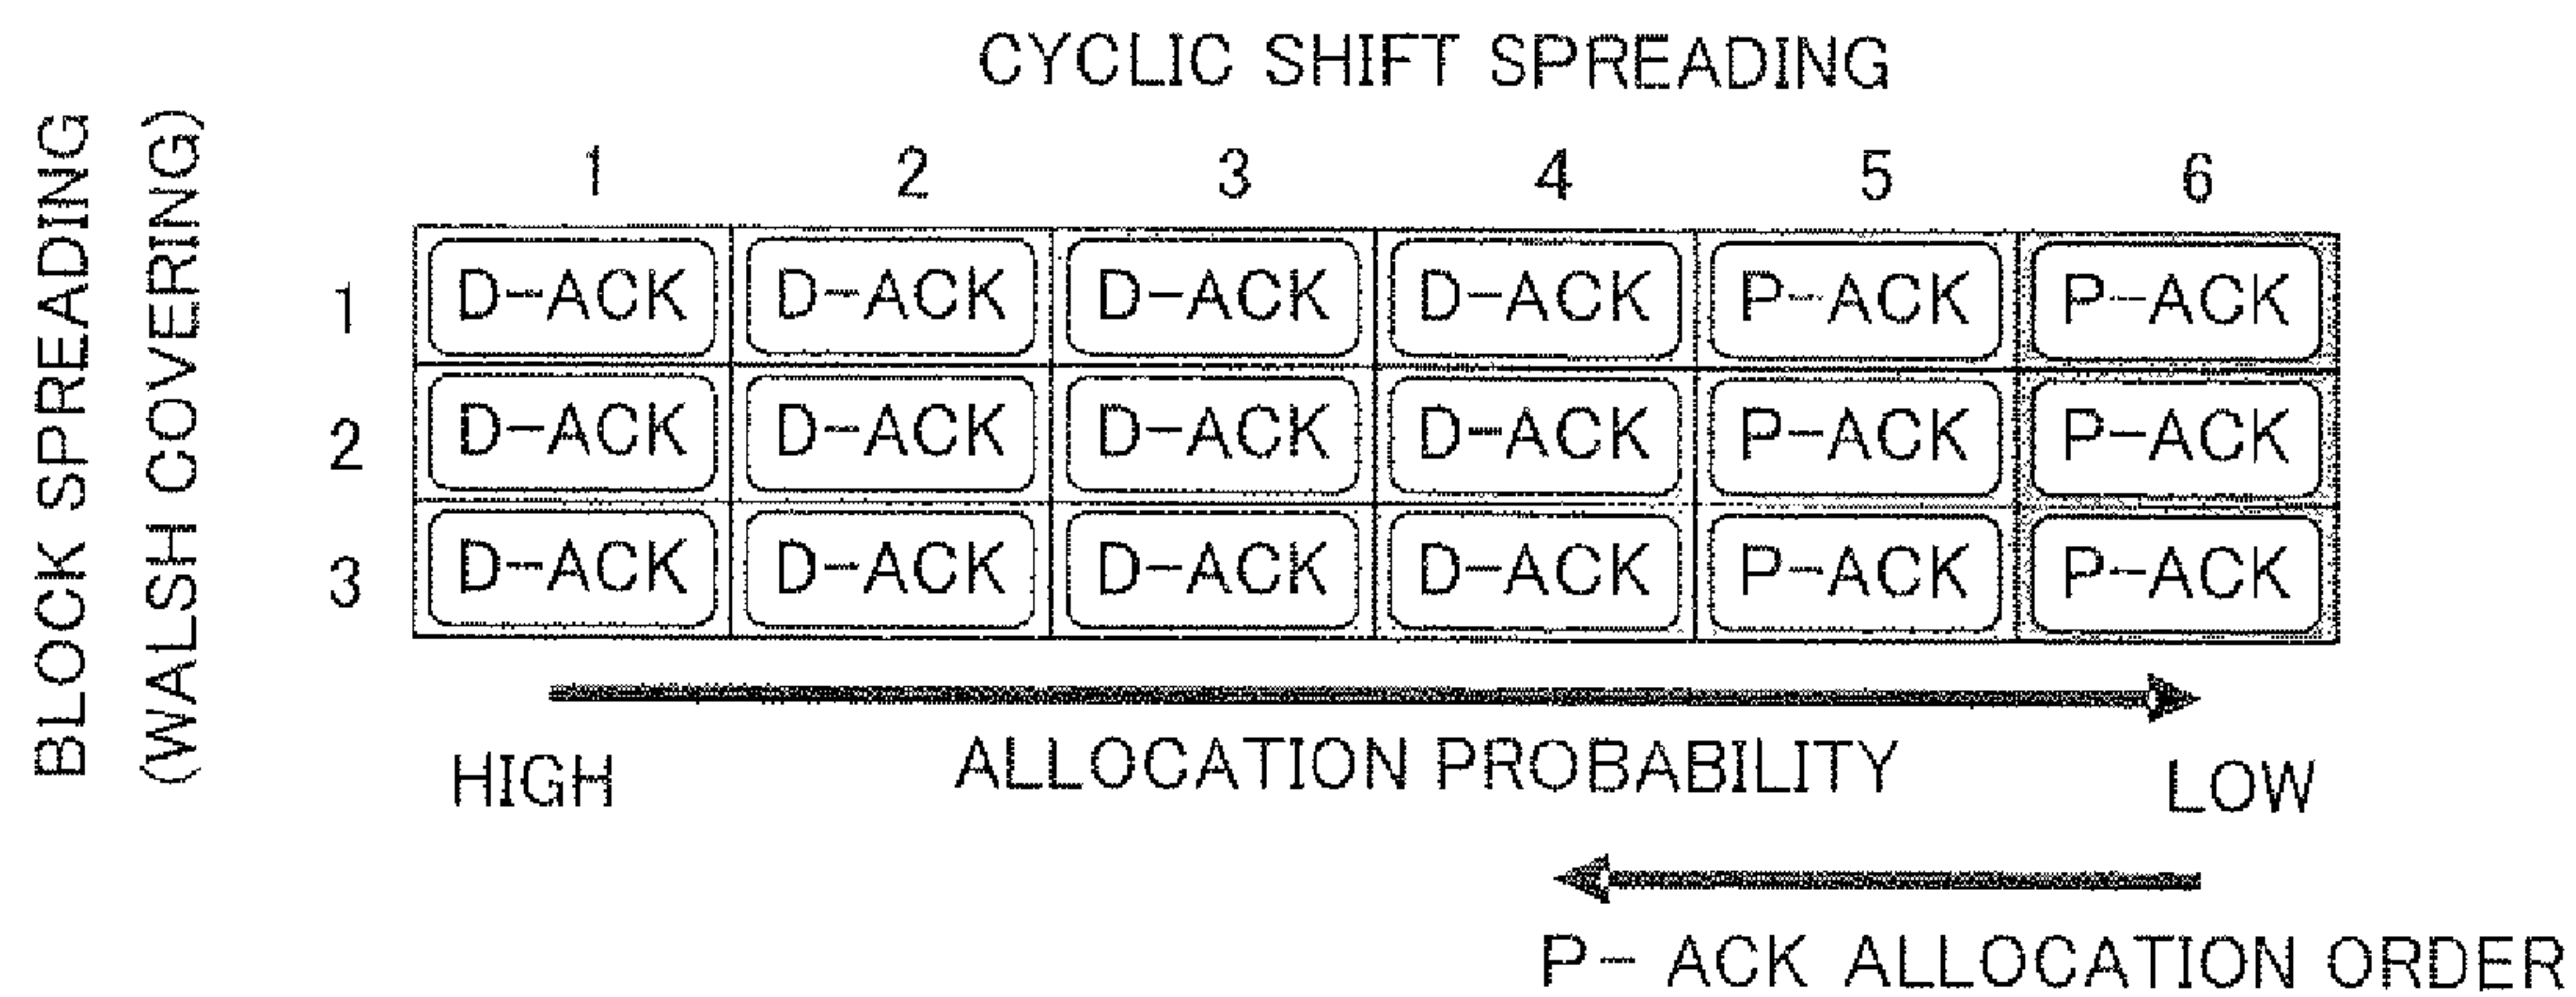 CYCLIC SHIFT SPREADING
BLOCK SPREADING
(WALSH COVERING)
1 2 3 4 5 6
1 D-ACK D-ACK D-ACK D-ACK P-ACK P-ACK
2 D-ACK D-ACK D-ACK D-ACK P-ACK P-ACK
3 D-ACK D-ACK D-ACK D-ACK P-ACK P-ACK
HIGH ALLOCATION PROBABILITY LOW
P- ACK ALLOCATION ORDER